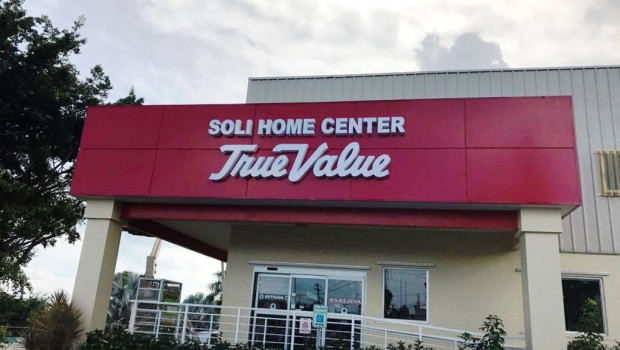 SOLI HOME CENTER
True Value
ENTRADA
SALIDA